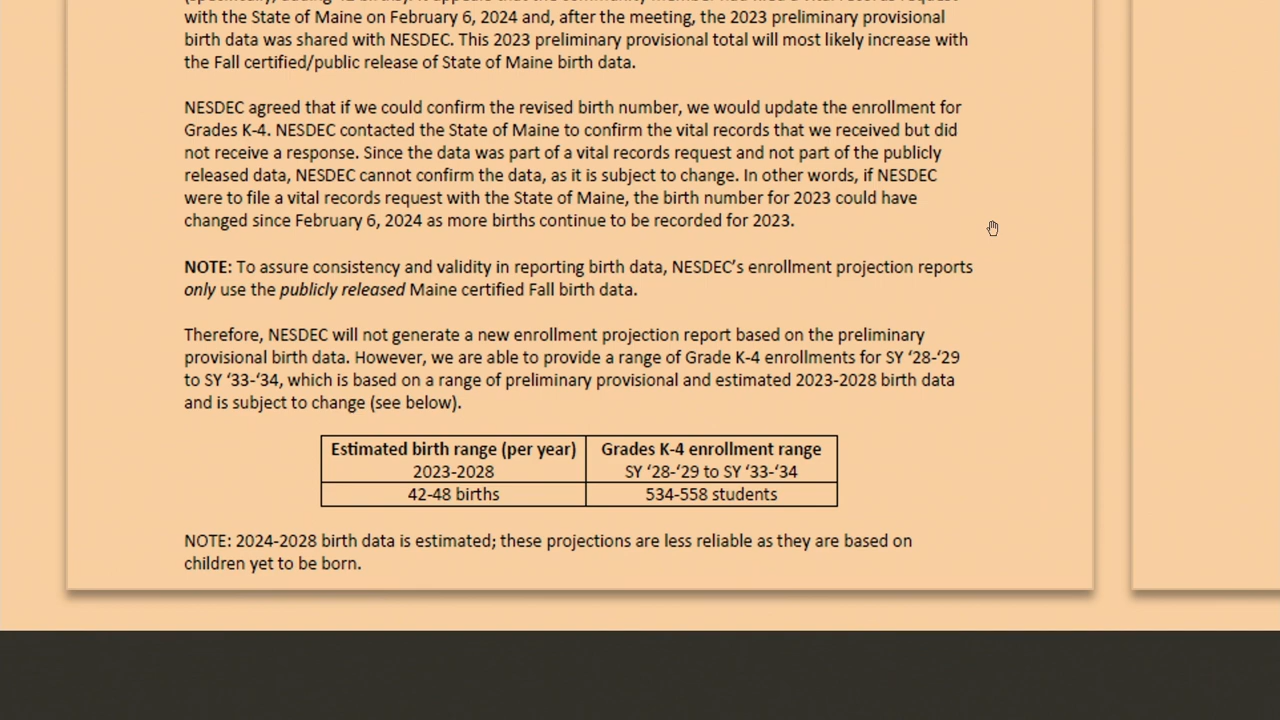 with the State of Maine on February 6, 2024 and, after the meeting, the 2023 preliminary provisional
birth data was shared with NESDEC. This 2023 preliminary provisional total will most likely increase with
the Fall certified/public release of State of Maine birth data.
NESDEC agreed that if we could confirm the revised birth number, we would update the enrollment for
Grades K-4. NESDEC contacted the State of Maine to confirm the vital records that we received but did
not receive a response. Since the data was part of a vital records request and not part of the publicly
released data, NESDEC cannot confirm the data, as it is subject to change. In other words, if NESDEC
were to file a vital records request with the State of Maine, the birth number for 2023 could have
changed since February 6, 2024 as more births continue to be recorded for 2023.
NOTE: To assure consistency and validity in reporting birth data, NESDEC’s enrollment projection reports
only use the publicly released Maine certified Fall birth data.
Therefore, NESDEC will not generate a new enrollment projection report based on the preliminary
provisional birth data. However, we are able to provide a range of Grade K-4 enrollments for SY ‘28-‘29
to SY ‘33-‘34, which is based on a range of preliminary provisional and estimated 2023-2028 birth data
and is subject to change (see below).
Estimated birth range (per year) Grades K-4 enrollment range
2023-2028 SY ‘28-‘29 to SY ‘33-‘34
42-48 births 534-558 students
NOTE: 2024-2028 birth data is estimated; these projections are less reliable as they are based on
children yet to be born.